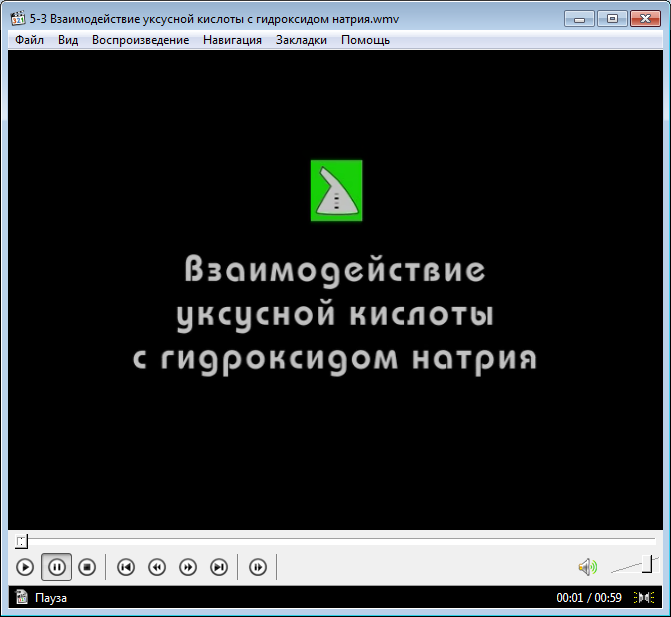 5-3 Взаимодействие уксусной кислоты с гидроксидом натрия.wmv
Файл Вид Воспроизведение Навигация Закладки Помощь
Взаимодействие
уксусной кислоты
с гидроксидом натрия
Пауза 00:01 / 00:59